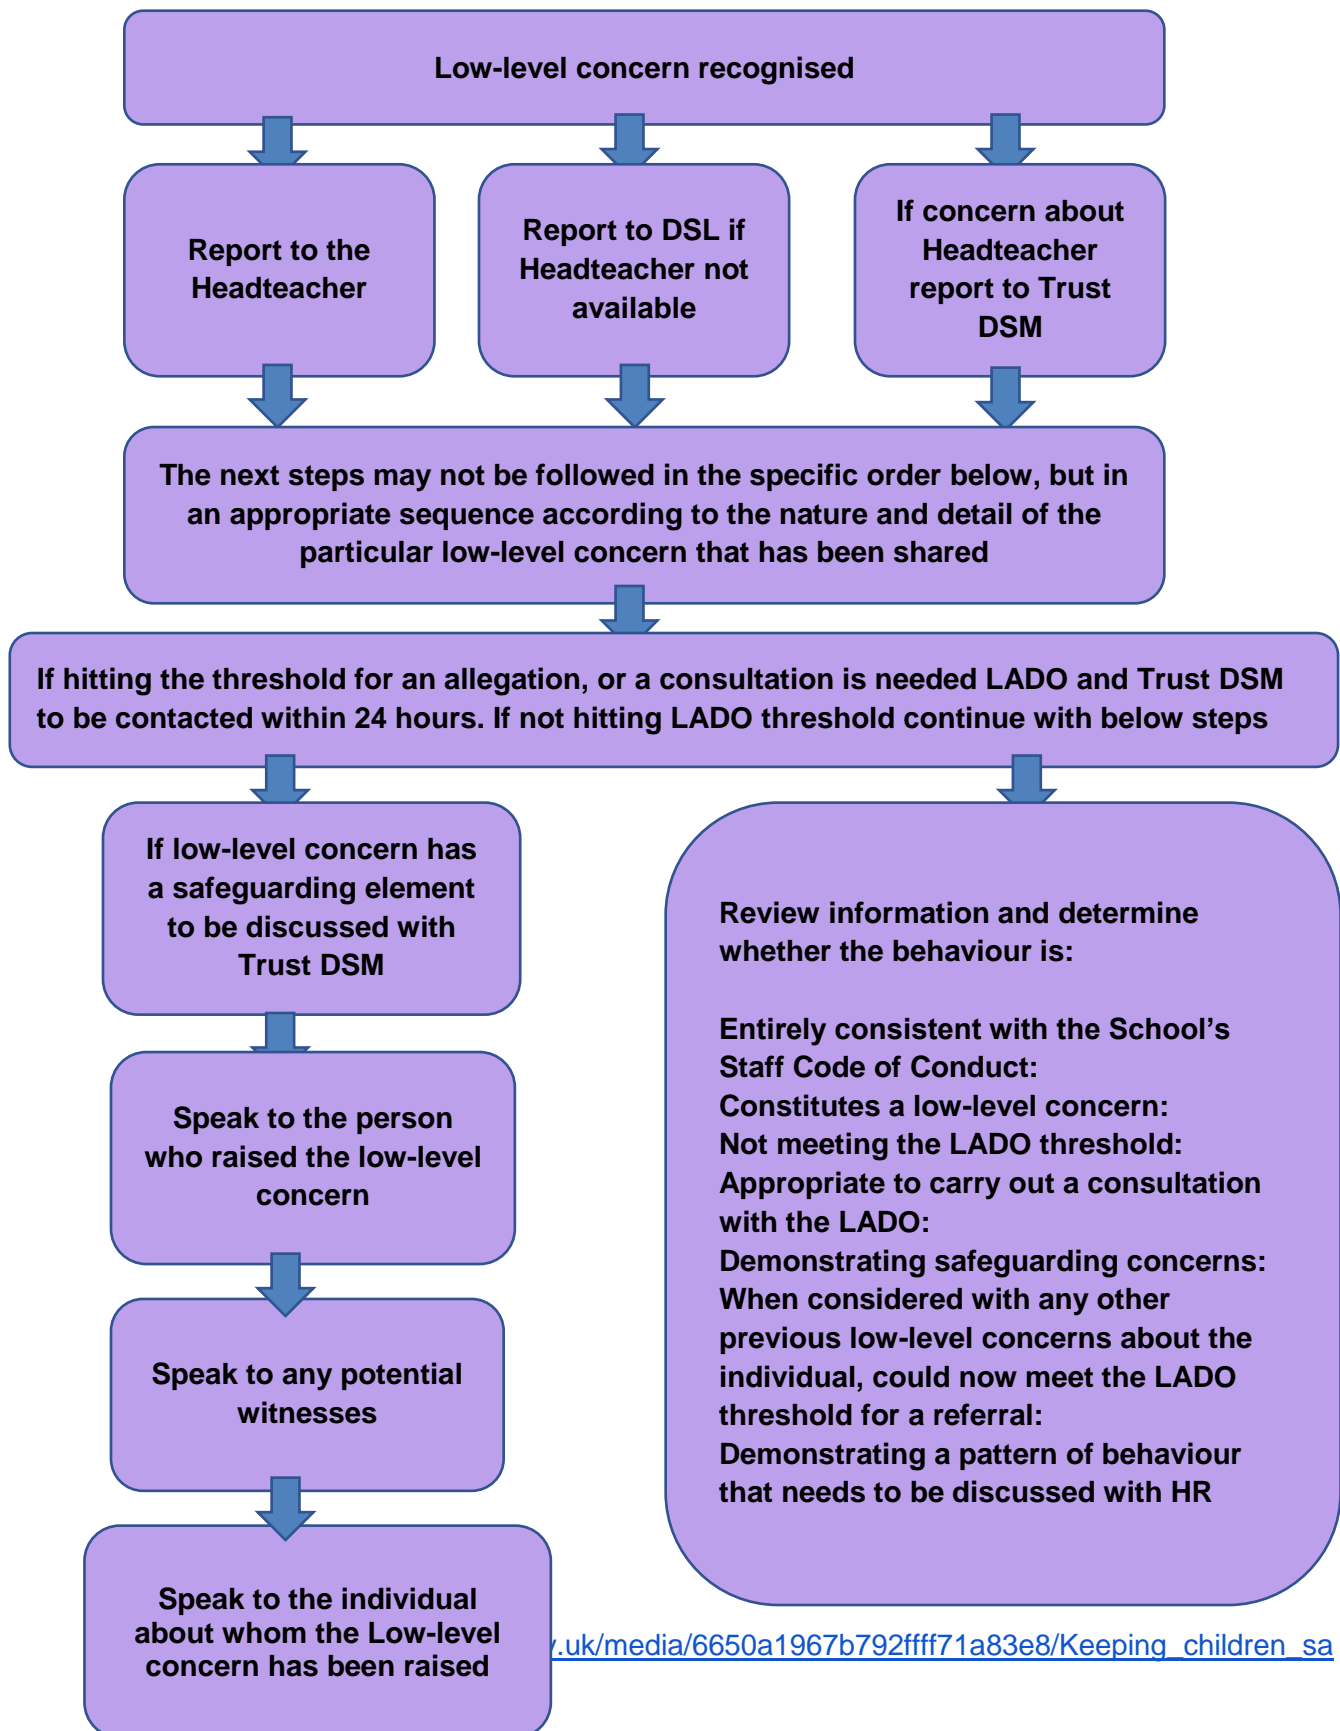 Low-level concern recognised
Report to the
Headteacher
Report to DSL if
Headteacher not
available
If concern about
Headteacher
report to Trust
DSM
The next steps may not be followed in the specific order below, but in
an appropriate sequence according to the nature and detail of the
particular low-level concern that has been shared
If hitting the threshold for an allegation, or a consultation is needed LADO and Trust DSM
to be contacted within 24 hours. If not hitting LADO threshold continue with below steps
If low-level concern has
a safeguarding element
to be discussed with
Trust DSM
Speak to the person
who raised the low-level
concern
Speak to any potential
witnesses
Speak to the individual
about whom the Low-level
concern has been raised
Review information and determine
whether the behaviour is:
Entirely consistent with the School’s
Staff Code of Conduct:
Constitutes a low-level concern:
Not meeting the LADO threshold:
Appropriate to carry out a consultation
with the LADO:
Demonstrating safeguarding concerns:
When considered with any other
previous low-level concerns about the
individual, could now meet the LADO
threshold for a referral:
Demonstrating a pattern of behaviour
that needs to be discussed with HR
.uk/media/6650a1967b792ffff71a83e8/Keeping_children_sa